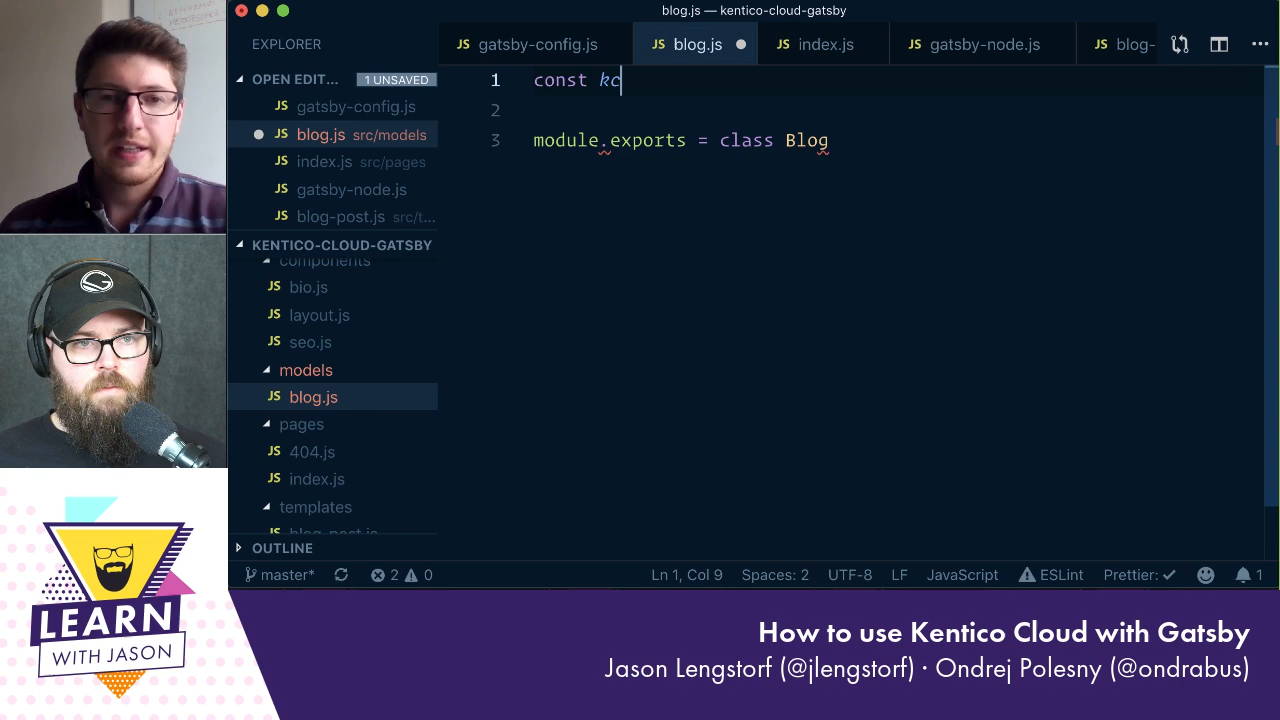 blog.js — kentico-cloud-gatsby
EXPLORER
OPEN EDIT... 1 UNSAVED
JS gatsby-config.js
JS blog.js src/models
JS index.js src/pages
JS gatsby-node.js
JS blog-post.js src/t...
KENTICO-CLOUD-GATSBY
components
JS bio.js
JS layout.js
JS seo.js
models
JS blog.js
pages
JS 404.js
JS index.js
templates
JS blog-post.js
OUTLINE
JS gatsby-config.js JS blog.js JS index.js JS gatsby-node.js JS blog-
1 const kc
2
3 module.exports = class Blog
master* 2 0 Ln 1, Col 9 Spaces: 2 UTF-8 LF JavaScript ESLint Prettier: 1
LEARN
WITH JASON
How to use Kentico Cloud with Gatsby
Jason Lengstorf (@jlengstorf) · Ondrej Polesny (@ondrabus)